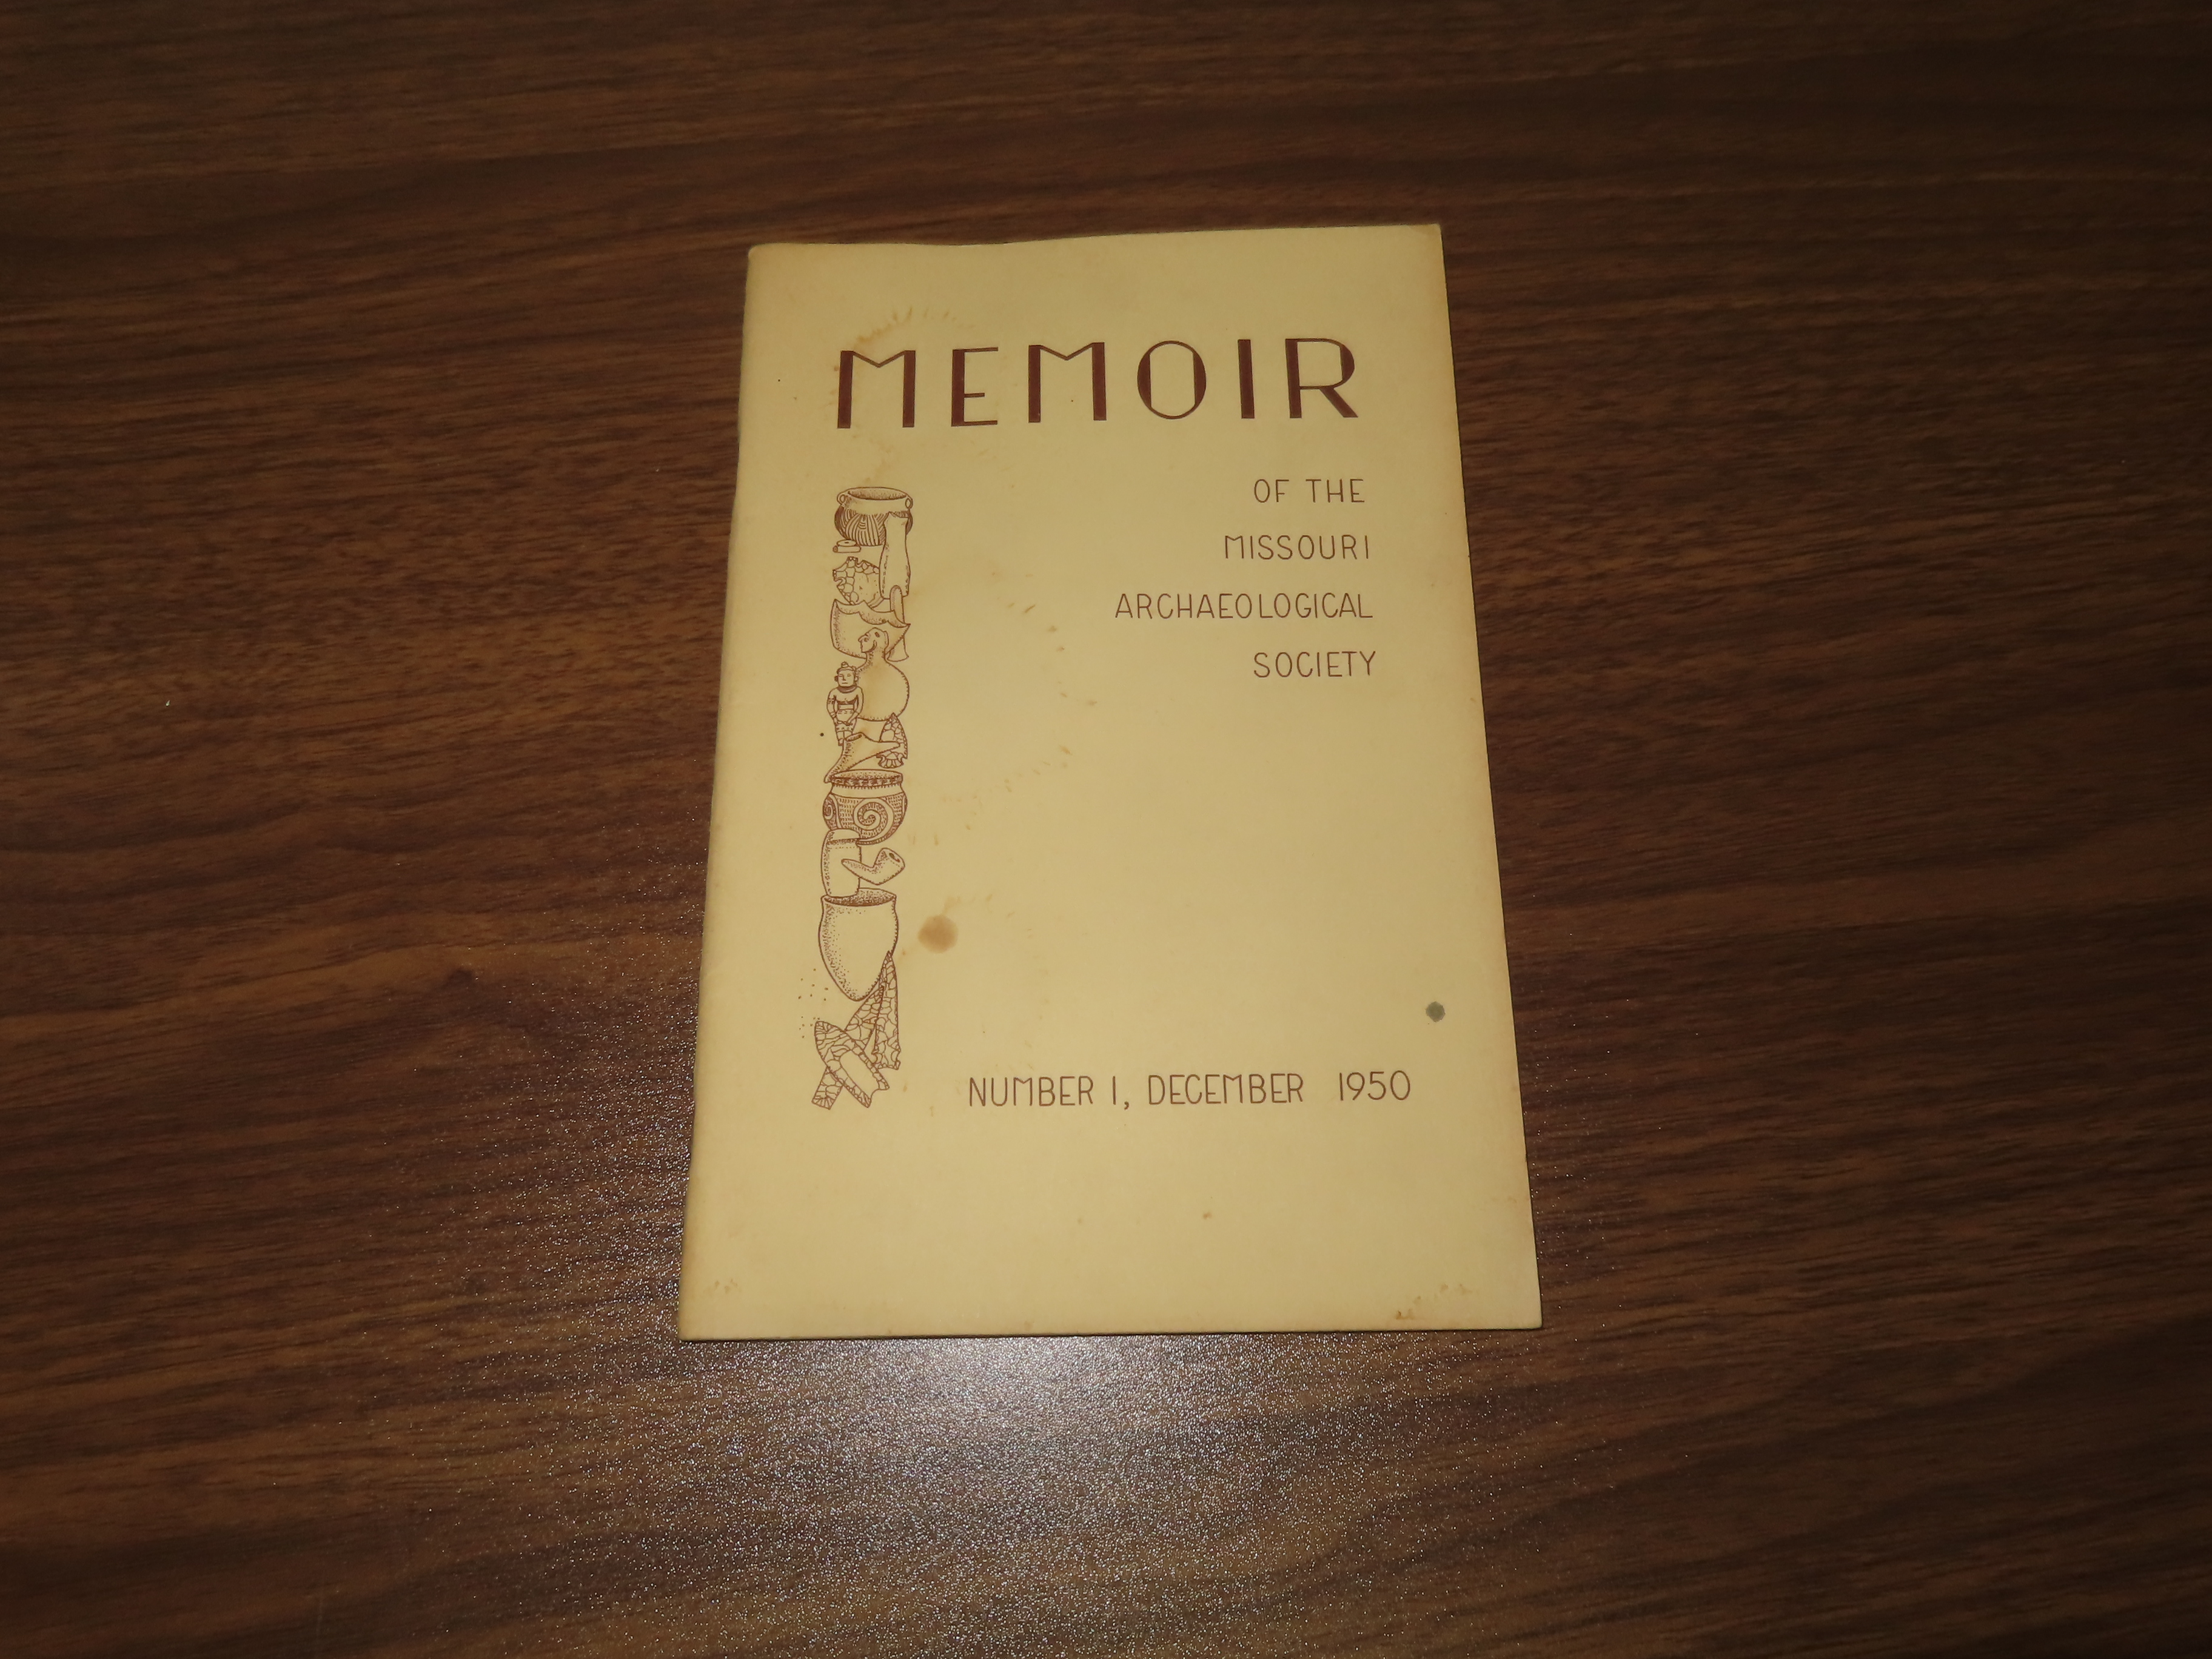 MEMOIR
OF THE
MISSOURI
ARCHAEOLOGICAL
SOCIETY
NUMBER 1, DECEMBER 1950